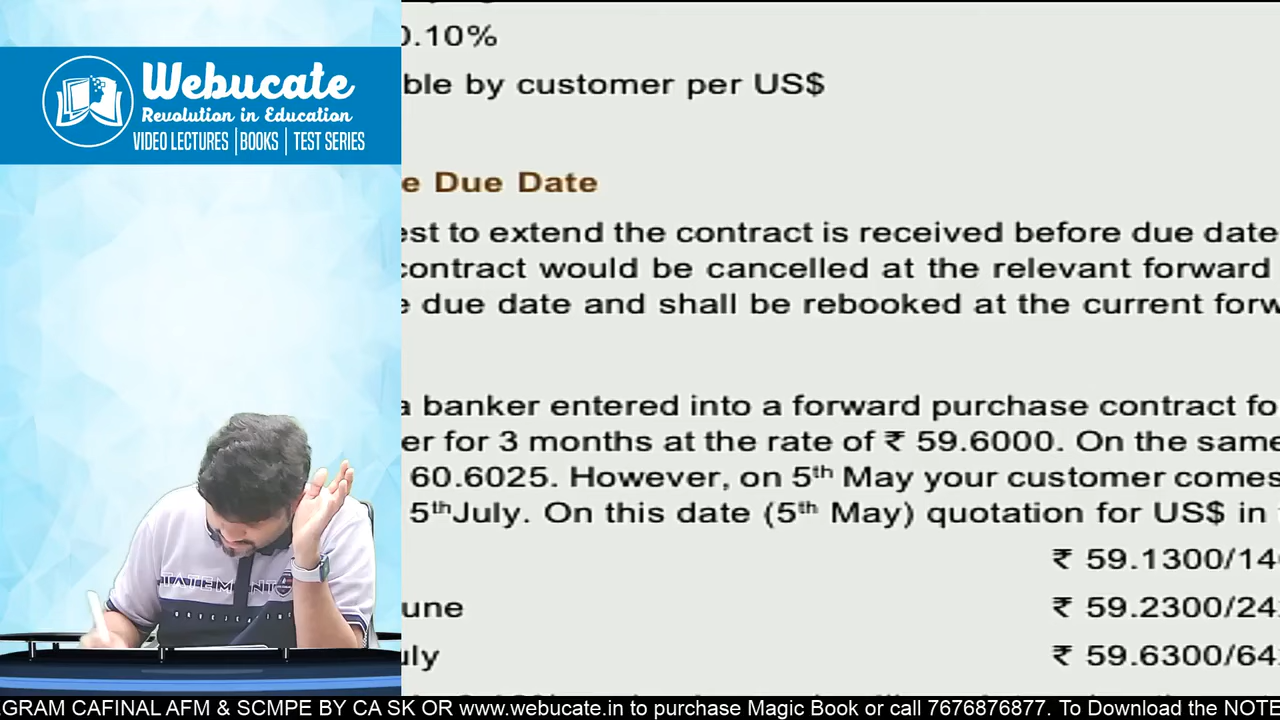 Webucate
Revolution in Education
VIDEO LECTURES | BOOKS | TEST SERIES
0.10%
ble by customer per US$
e Due Date
est to extend the contract is received before due date
contract would be cancelled at the relevant forward
e due date and shall be rebooked at the current forw
a banker entered into a forward purchase contract fo
er for 3 months at the rate of ₹ 59.6000. On the same
60.6025. However, on 5th May your customer comes
5thJuly. On this date (5th May) quotation for US$ in
₹ 59.1300/14
une ₹ 59.2300/24
uly ₹ 59.6300/64
STATEMENT
EGRAM CAFINAL AFM & SCMPE BY CA SK OR www.webucate.in to purchase Magic Book or call 7676876877. To Download the NOTE